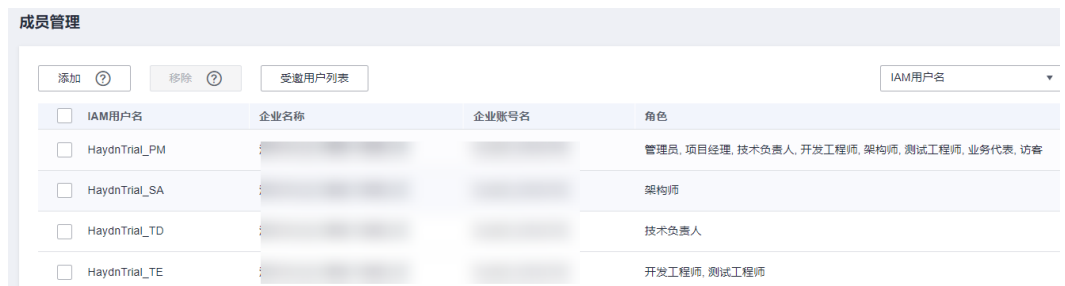 成员管理
添加 ? 移除 ? 受邀用户列表 IAM用户名
IAM用户名 企业名称 企业账号名 角色
HaydnTrial_PM 管理员, 项目经理, 技术负责人, 开发工程师, 架构师, 测试工程师, 业务代表, 访客
HaydnTrial_SA 架构师
HaydnTrial_TD 技术负责人
HaydnTrial_TE 开发工程师, 测试工程师